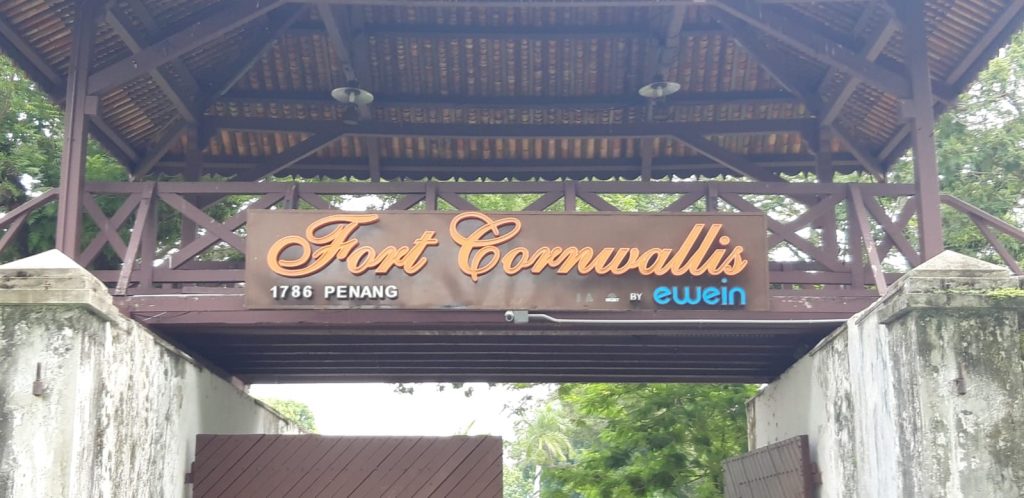 Fort Cornwallis
1786 PENANG
BY ewein